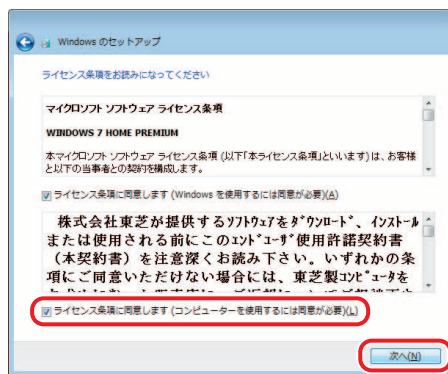 Windows のセットアップ
ライセンス条項をお読みになってください
マイクロソフト ソフトウェア ライセンス条項
WINDOWS 7 HOME PREMIUM
本マイクロソフト ソフトウェア ライセンス条項 (以下「本ライセンス条項」といいます) は、お客様
と以下の当事者との契約を構成します。
ライセンス条項に同意します (Windows を使用するには同意が必要)(A)
株式会社東芝が提供するソフトウェアをダウンロード、インストール
または使用される前にこのエンドユーザ使用許諾契約書
（本契約書）を注意深くお読み下さい。いずれかの条
項にご同意いただけない場合には、東芝製コンピュータを
ライセンス条項に同意します (コンピューターを使用するには同意が必要)(L)
次へ(N)